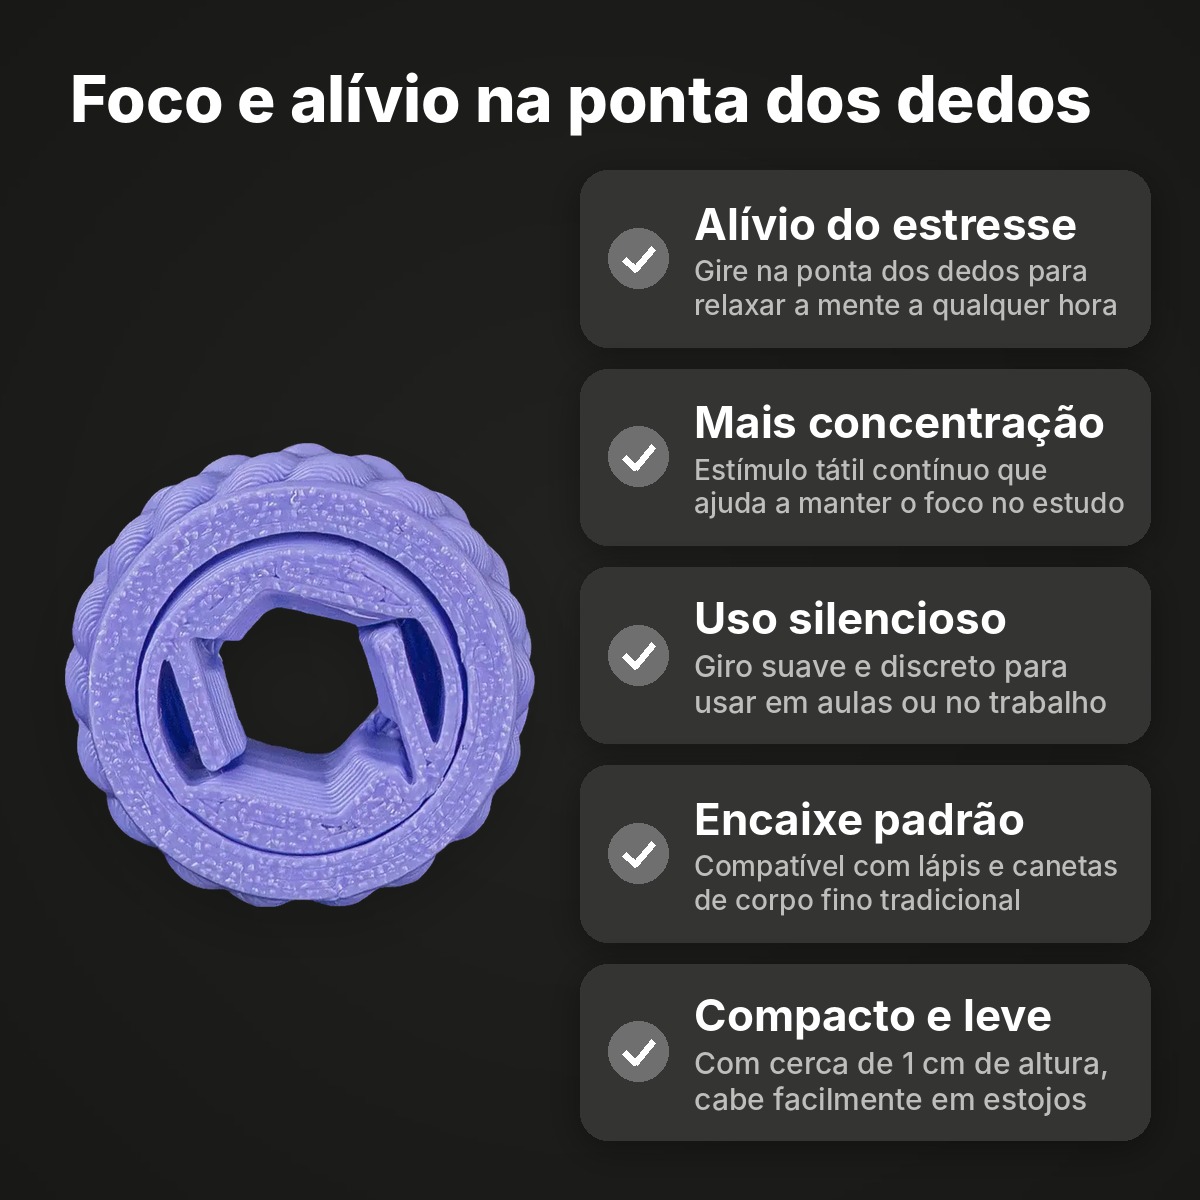 Foco e alívio na ponta dos dedos
Alívio do estresse
Gire na ponta dos dedos para
relaxar a mente a qualquer hora
Mais concentração
Estímulo tátil contínuo que
ajuda a manter o foco no estudo
Uso silencioso
Giro suave e discreto para
usar em aulas ou no trabalho
Encaixe padrão
Compatível com lápis e canetas
de corpo fino tradicional
Compacto e leve
Com cerca de 1 cm de altura,
cabe facilmente em estojos